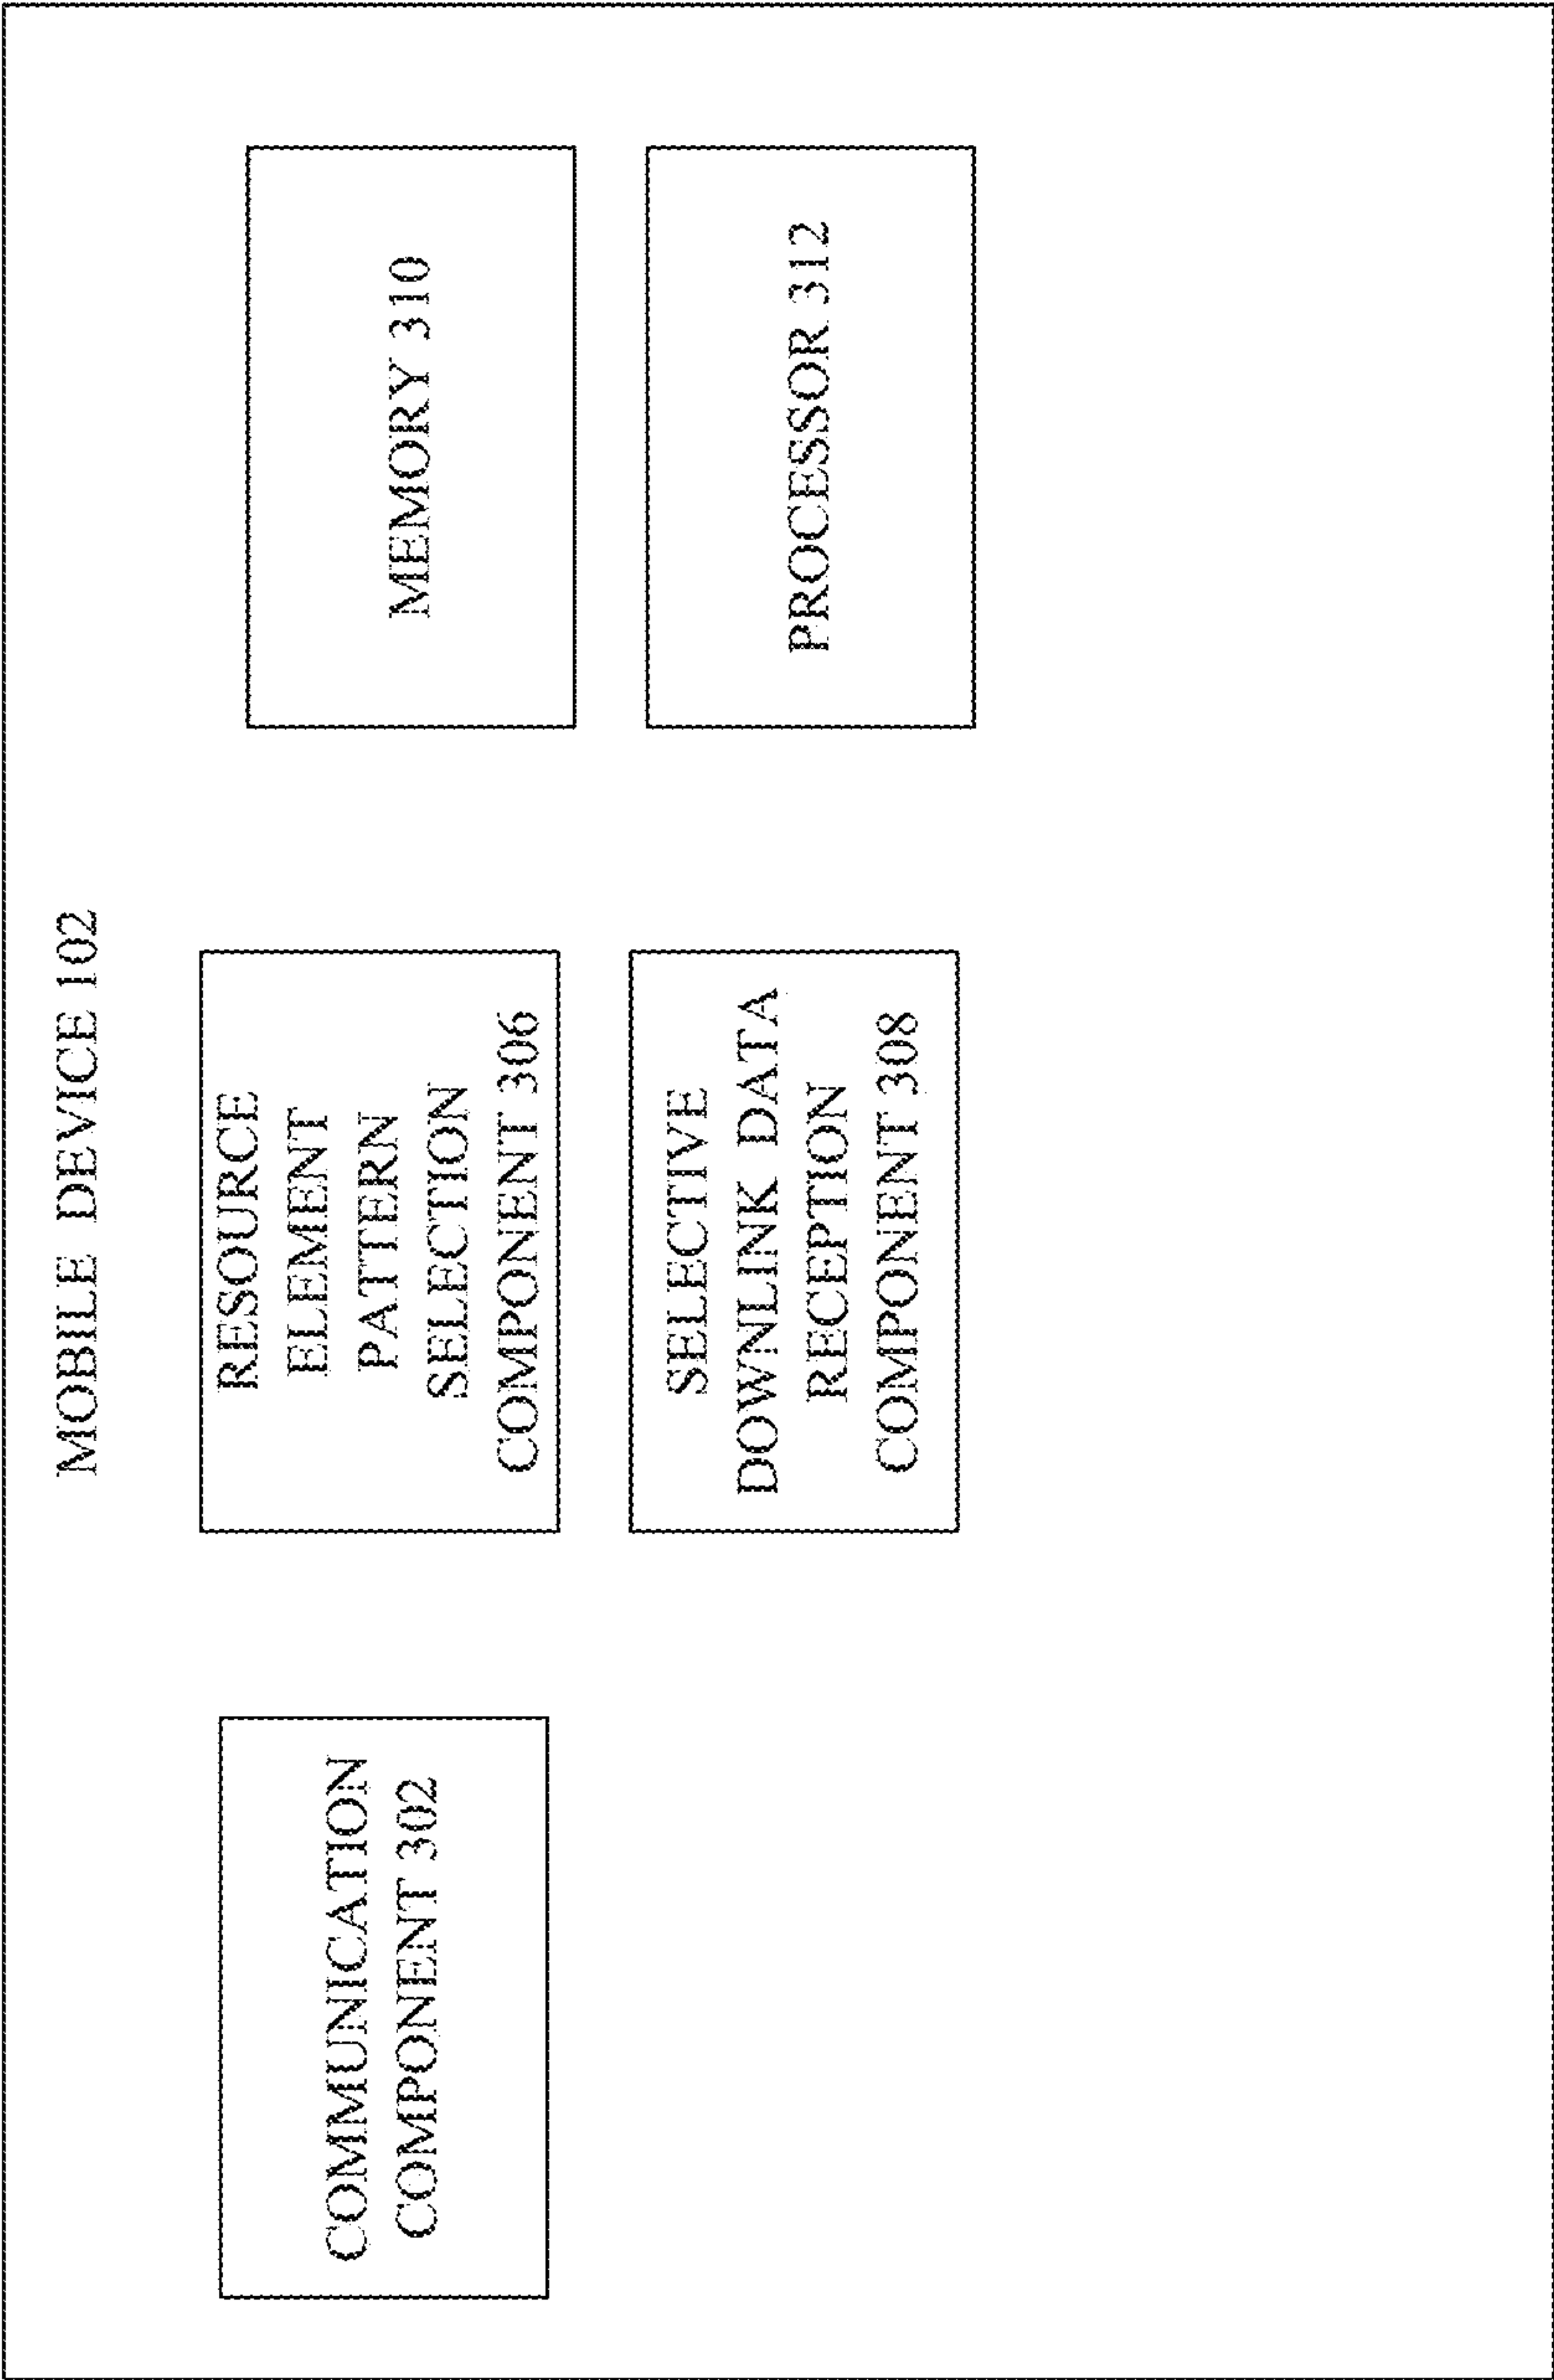 MOBILE DEVICE 102
COMMUNICATION
COMPONENT 302
RESOURCE
ELEMENT
PATTERN
SELECTION
COMPONENT 306
SELECTIVE
DOWNLINK DATA
RECEPTION
COMPONENT 308
MEMORY 310
PROCESSOR 312